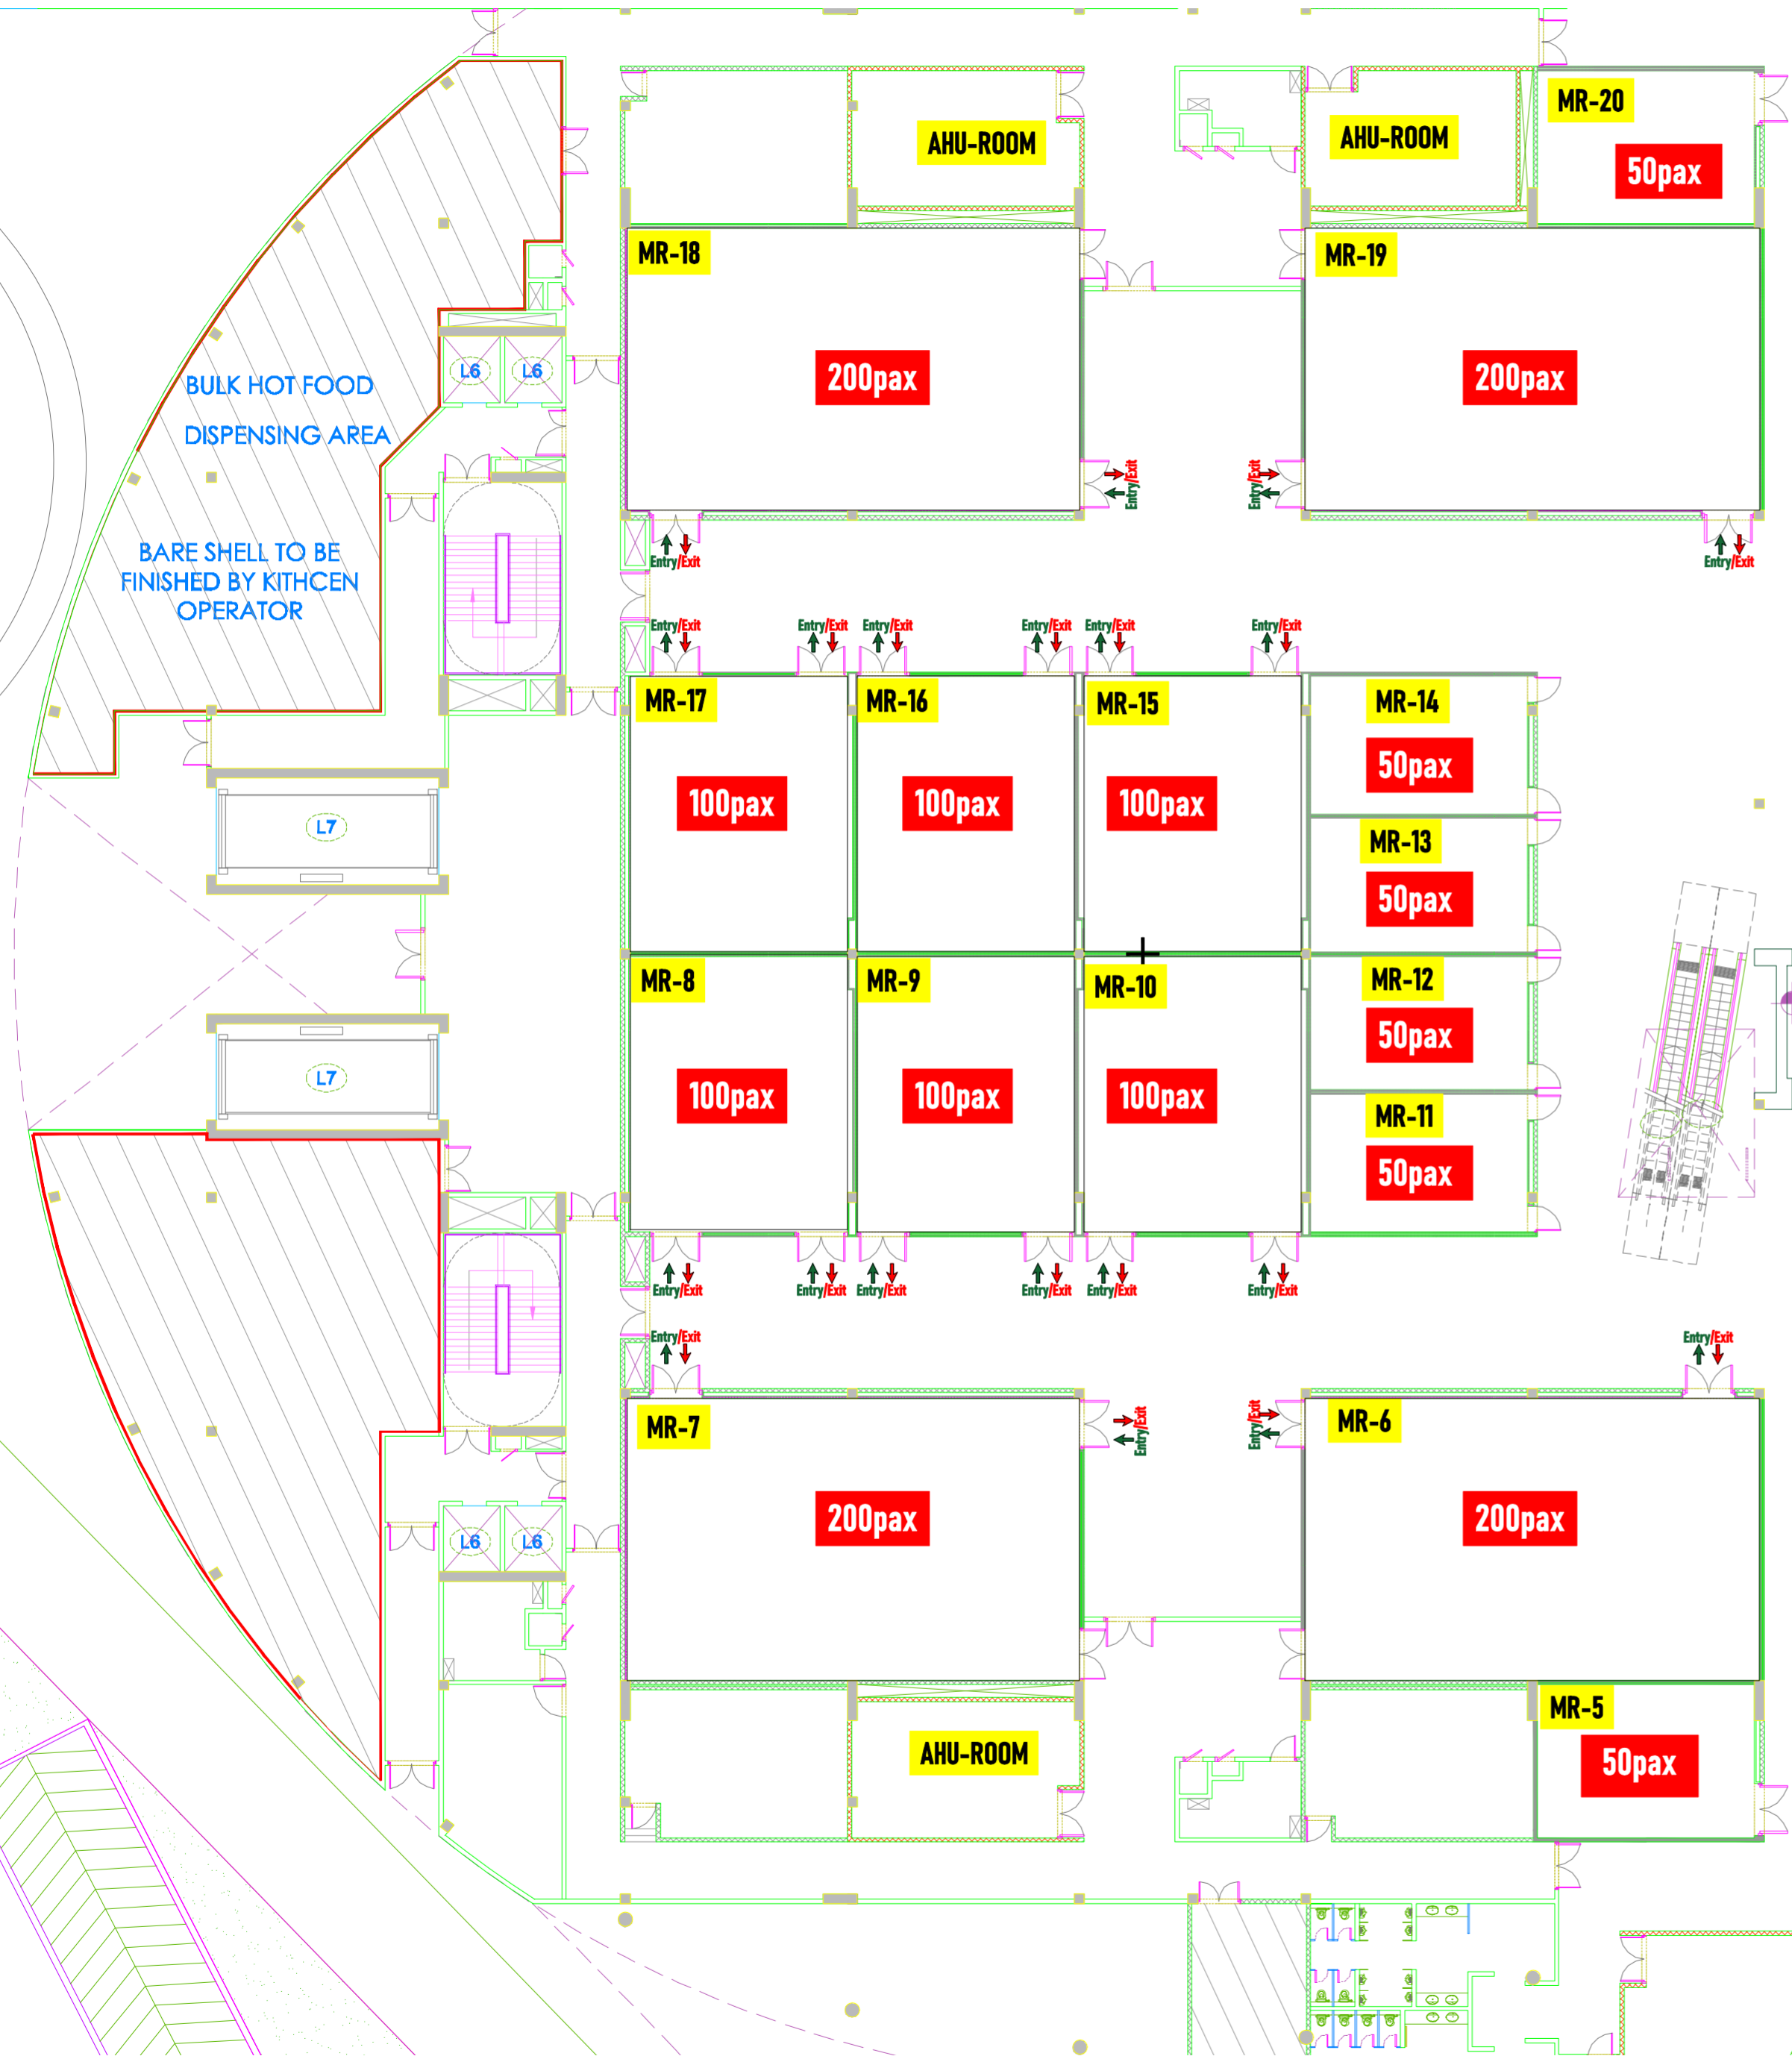 MR-20
AHU-ROOM
AHU-ROOM
50pax
MR-18
MR-19
L6
L6
200pax
200pax
BULK HOT FOOD
DISPENSING AREA
Entry/Exit
Entry/Exit
BARE SHELL TO BE
FINISHED BY KITHCEN
OPERATOR
Entry/Exit
Entry/Exit
Entry/Exit
Entry/Exit
Entry/Exit
Entry/Exit
Entry/Exit
Entry/Exit
MR-17
MR-16
MR-15
MR-14
50pax
100pax
100pax
100pax
L7
MR-13
50pax
MR-8
MR-9
MR-10
MR-12
50pax
L7
100pax
100pax
100pax
MR-11
50pax
Entry/Exit
Entry/Exit
Entry/Exit
Entry/Exit
Entry/Exit
Entry/Exit
Entry/Exit
Entry/Exit
MR-7
Entry/Exit
Entry/Exit
MR-6
L6
L6
200pax
200pax
MR-5
AHU-ROOM
50pax